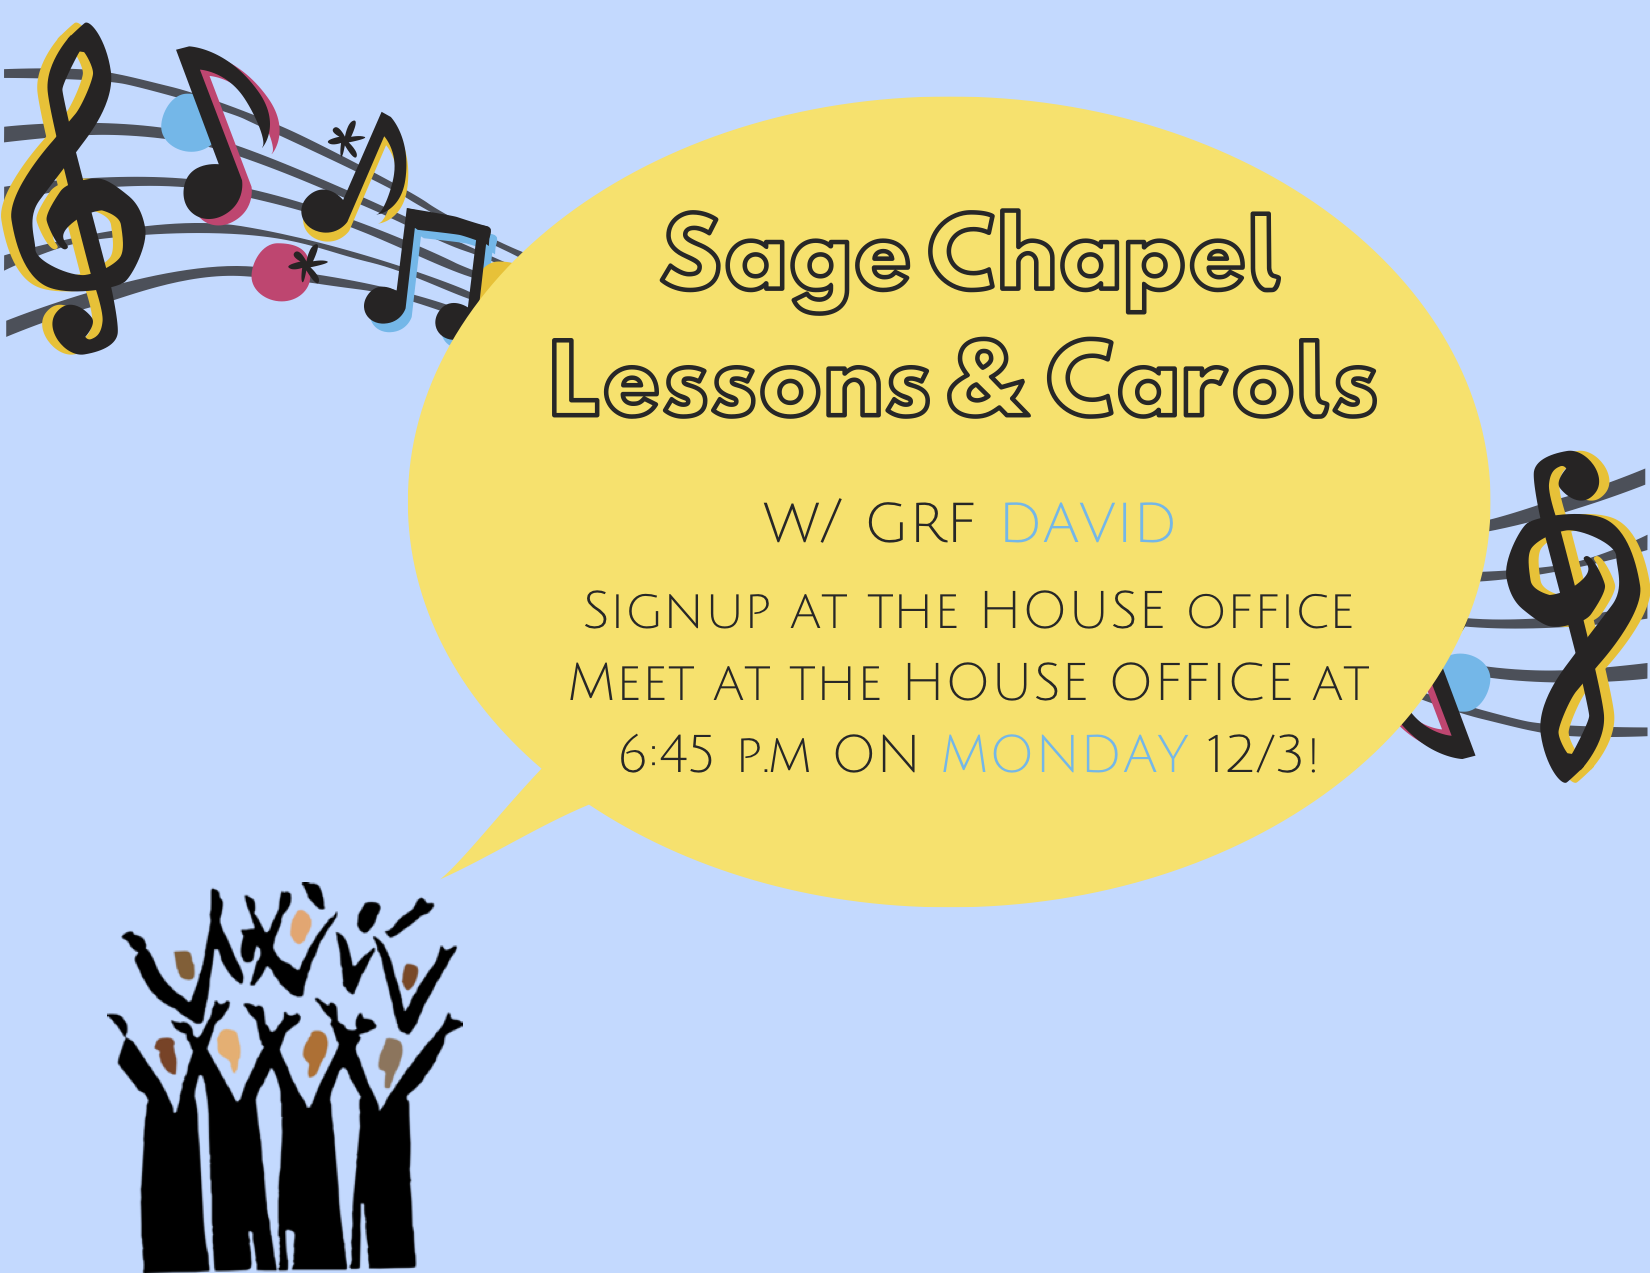 Sage Chapel
Lessons & Carols
W/ GRF DAVID
SIGNUP AT THE HOUSE OFFICE
MEET AT THE HOUSE OFFICE AT
6:45 P.M ON MONDAY 12/3!